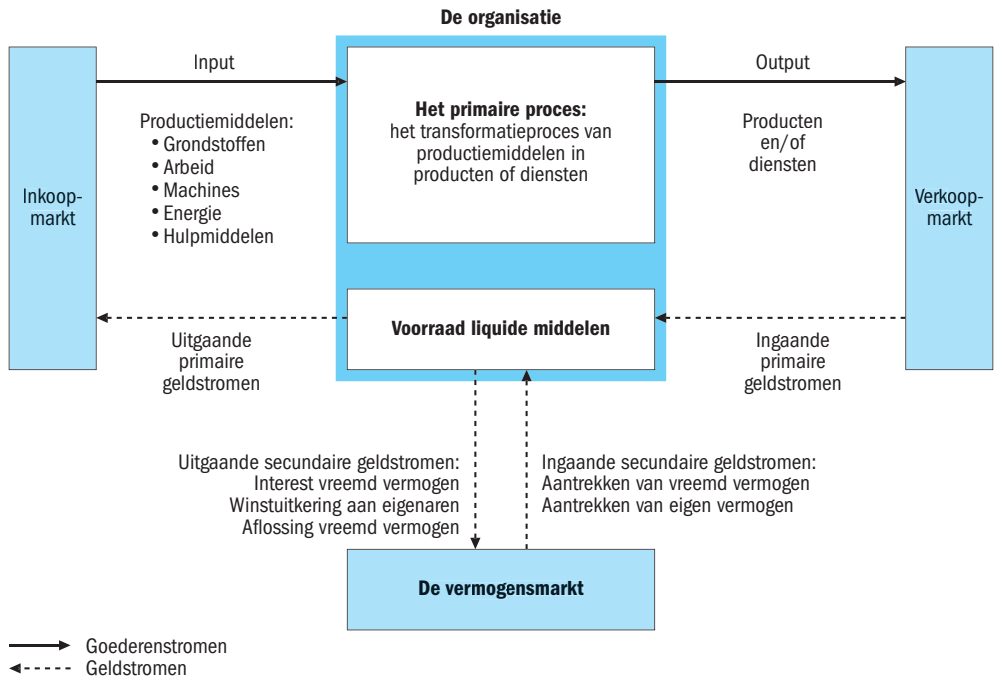 De organisatie
Input
Output
Productiemiddelen:
• Grondstoffen
• Arbeid
• Machines
• Energie
• Hulpmiddelen
Het primaire proces:
het transformatieproces van
productiemiddelen in
producten of diensten
Producten
en/of
diensten
Inkoop-
markt
Verkoop-
markt
Voorraad liquide middelen
Uitgaande
primaire
geldstromen
Ingaande
primaire
geldstromen
Uitgaande secundaire geldstromen:
Interest vreemd vermogen
Winstuitkering aan eigenaren
Aflossing vreemd vermogen
Ingaande secundaire geldstromen:
Aantrekken van vreemd vermogen
Aantrekken van eigen vermogen
De vermogensmarkt
Goederenstromen
Geldstromen